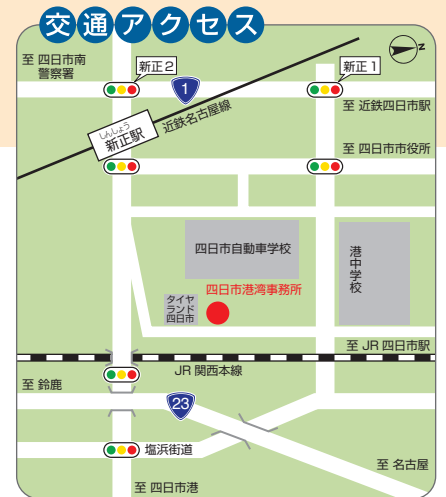 交通アクセス
至 四日市南
警察署
新正2
1
新正1
N
至 近鉄四日市駅
近鉄名古屋線
しんしょう
新正駅
至 四日市市役所
四日市自動車学校
港中学校
四日市港湾事務所
タイヤ
ランド
四日市
至 JR 四日市駅
JR 関西本線
至 鈴鹿
23
塩浜街道
至 名古屋
至 四日市港